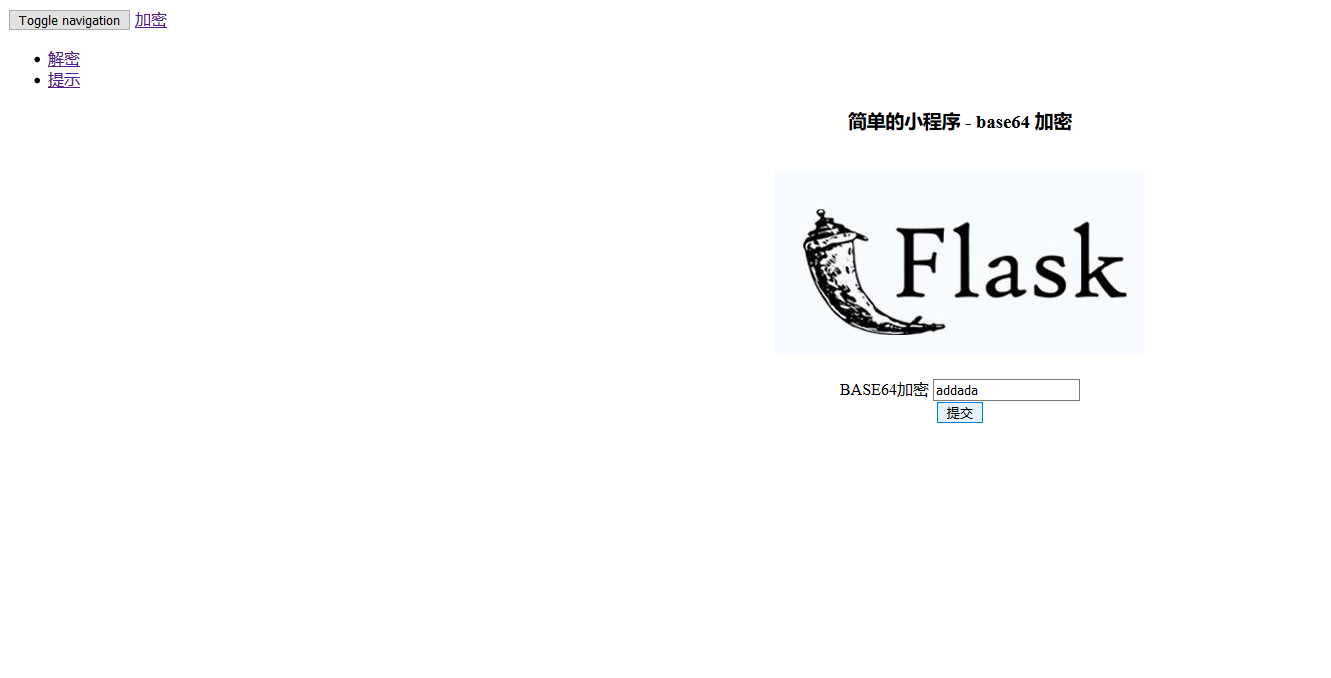 Toggle navigation 加密
解密
提示
简单的小程序 - base64 加密
Flask
BASE64加密 addada
提交